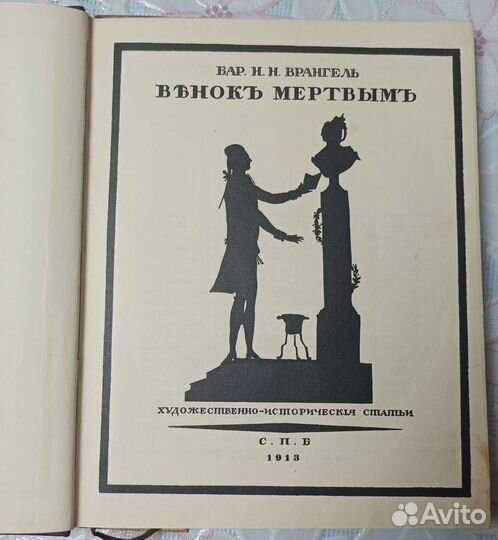 БАР. Н. Н. ВРАНГЕЛЬ
ВѢНОКЪ МЕРТВЫМЪ
ХУДОЖЕСТВЕННО-ИСТОРИЧЕСКІЯ СТАТЬИ
С. П. Б
1913
Avito